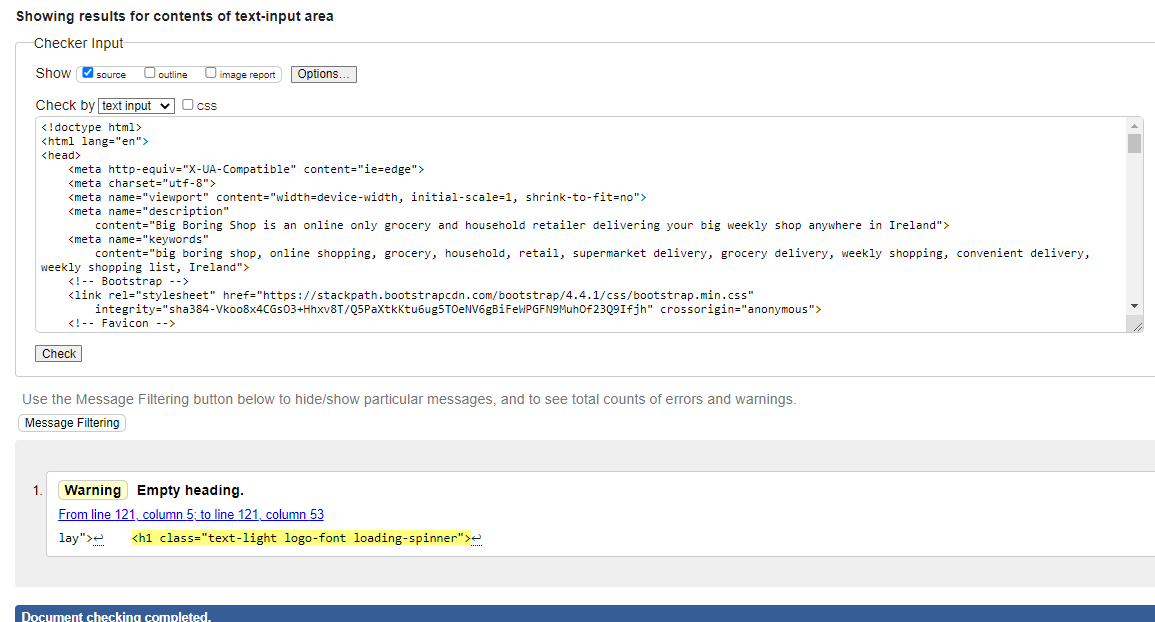 Showing results for contents of text-input area
Checker Input
Show source outline image report Options...
Check by text input css
<!doctype html>
<html lang="en">
<head>
<meta http-equiv="X-UA-Compatible" content="ie=edge">
<meta charset="utf-8">
<meta name="viewport" content="width=device-width, initial-scale=1, shrink-to-fit=no">
<meta name="description"
content="Big Boring Shop is an online only grocery and household retailer delivering your big weekly shop anywhere in Ireland">
<meta name="keywords"
content="big boring shop, online shopping, grocery, household, retail, supermarket delivery, grocery delivery, weekly shopping, convenient delivery,
weekly shopping list, Ireland">
<!-- Bootstrap -->
<link rel="stylesheet" href="https://stackpath.bootstrapcdn.com/bootstrap/4.4.1/css/bootstrap.min.css"
integrity="sha384-Vkoo8x4CGsO3+Hhxv8T/Q5PaXtkKtu6ug5TOeNV6gBiFeWPGFN9MuhOf23Q9Ifjh" crossorigin="anonymous">
<!-- Favicon -->
Check
Use the Message Filtering button below to hide/show particular messages, and to see total counts of errors and warnings.
Message Filtering
1. Warning Empty heading.
From line 121, column 5; to line 121, column 53
lay">↩ <h1 class="text-light logo-font loading-spinner">↩
Document checking completed.